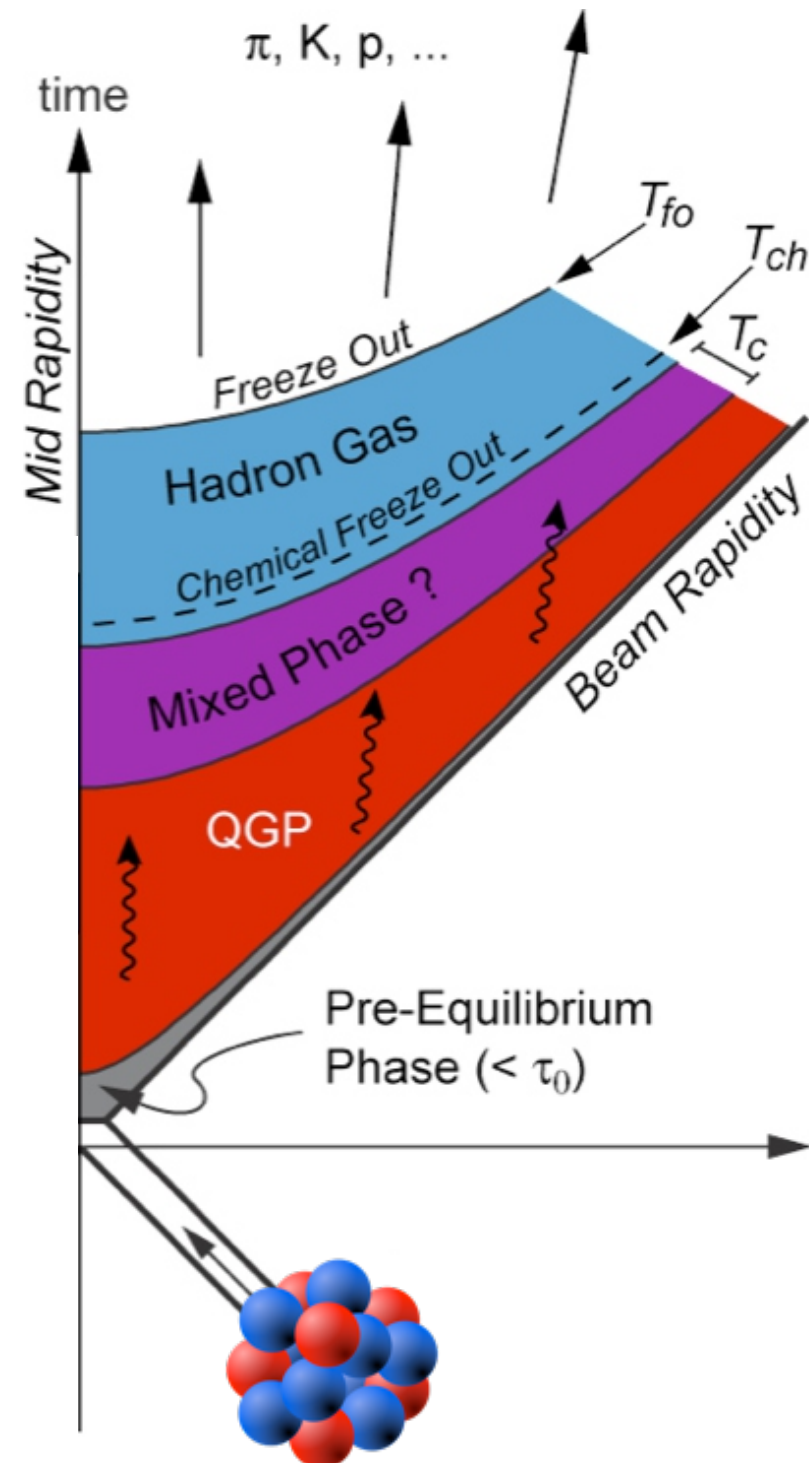 π, K, p, ...
time
Mid Rapidity
T_fo
T_ch
T_c
Freeze Out
Hadron Gas
Chemical Freeze Out
Mixed Phase ?
Beam Rapidity
QGP
Pre-Equilibrium
Phase (< τ₀)